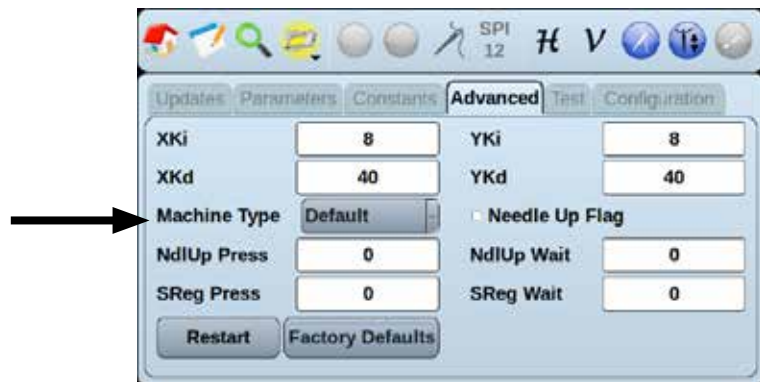 SPI
12
H V
Updates Parameters Constants Advanced Test Configuration
XKi 8 YKi 8
XKd 40 YKd 40
Machine Type Default Needle Up Flag
NdlUp Press 0 NdlUp Wait 0
SReg Press 0 SReg Wait 0
Restart Factory Defaults